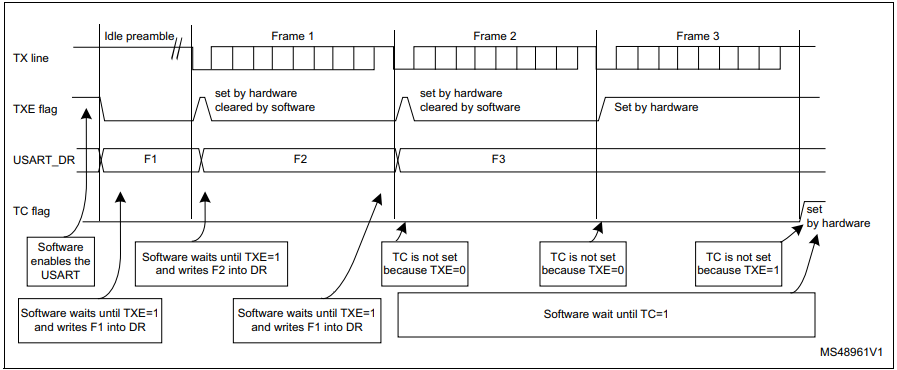 Idle preamble
Frame 1
Frame 2
Frame 3
TX line
TXE flag
set by hardware
cleared by software
set by hardware
cleared by software
Set by hardware
USART_DR
F1
F2
F3
TC flag
set
by hardware
Software
enables the
USART
Software waits until TXE=1
and writes F2 into DR
TC is not set
because TXE=0
TC is not set
because TXE=0
TC is not set
because TXE=1
Software waits until TXE=1
and writes F1 into DR
Software waits until TXE=1
and writes F1 into DR
Software wait until TC=1
MS48961V1